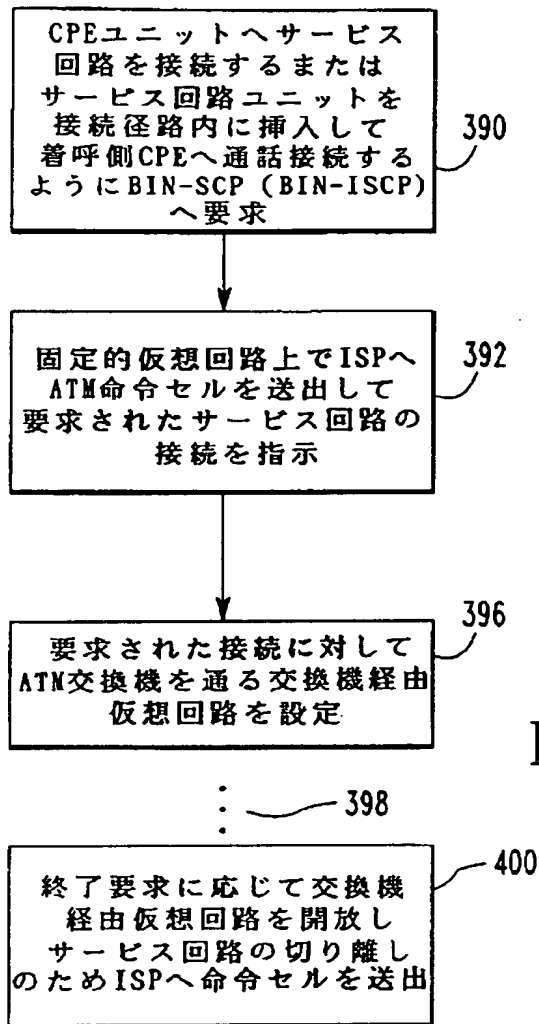 CPEユニットへサービス
回路を接続するまたは
サービス回路ユニットを
接続径路内に挿入して
着呼側CPEへ通話接続する
ようにBIN-SCP (BIN-ISCP)
へ要求
390
固定的仮想回路上でISPへ
ATM命令セルを送出して
要求されたサービス回路の
接続を指示
392
要求された接続に対して
ATM交換機を通る交換機経由
仮想回路を設定
396
398
終了要求に応じて交換機
経由仮想回路を開放し
サービス回路の切り離し
のためISPへ命令セルを送出
400